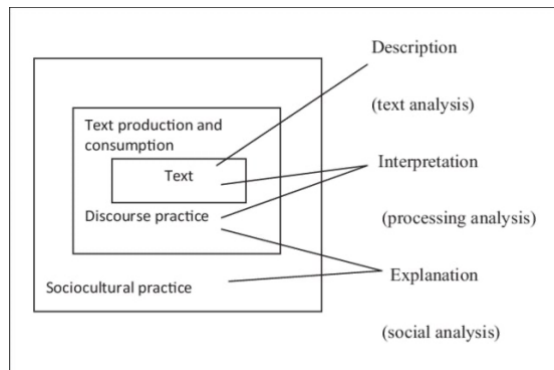 Description
(text analysis)
Text production and
consumption
Text
Interpretation
Discourse practice
(processing analysis)
Explanation
Sociocultural practice
(social analysis)